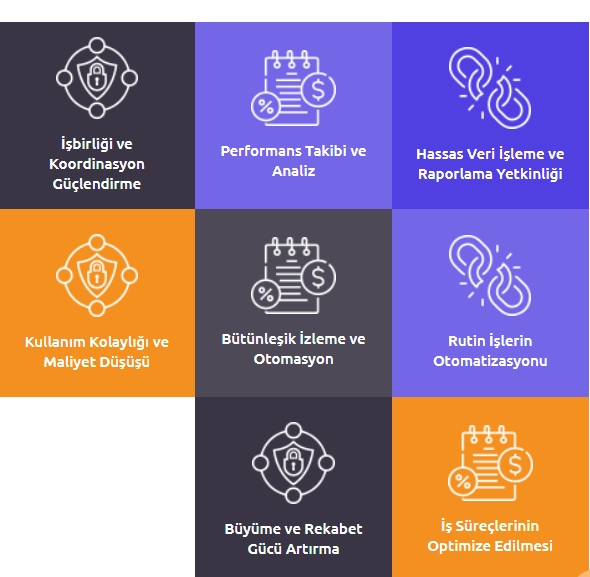 İşbirliği ve
Koordinasyon
Güçlendirme
Performans Takibi ve
Analiz
Hassas Veri İşleme ve
Raporlama Yetkinliği
Kullanım Kolaylığı ve
Maliyet Düşüşü
Bütünleşik İzleme ve
Otomasyon
Rutin İşlerin
Otomatizasyonu
Büyüme ve Rekabet
Gücü Artırma
İş Süreçlerinin
Optimize Edilmesi